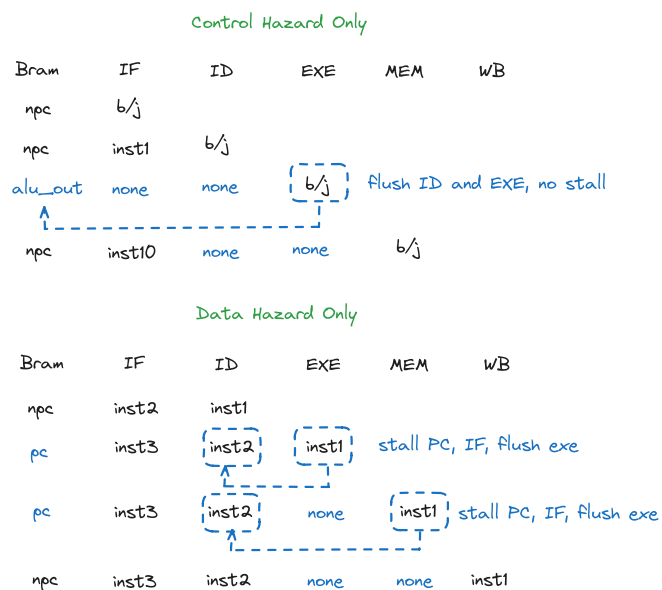 Control Hazard Only
Bram IF ID EXE MEM WB
npc b/j
npc inst1 b/j
alu_out none none b/j flush ID and EXE, no stall
npc inst10 none none b/j
Data Hazard Only
Bram IF ID EXE MEM WB
npc inst2 inst1
pc inst3 inst2 inst1 stall PC, IF, flush exe
pc inst3 inst2 none inst1 stall PC, IF, flush exe
npc inst3 inst2 none none inst1